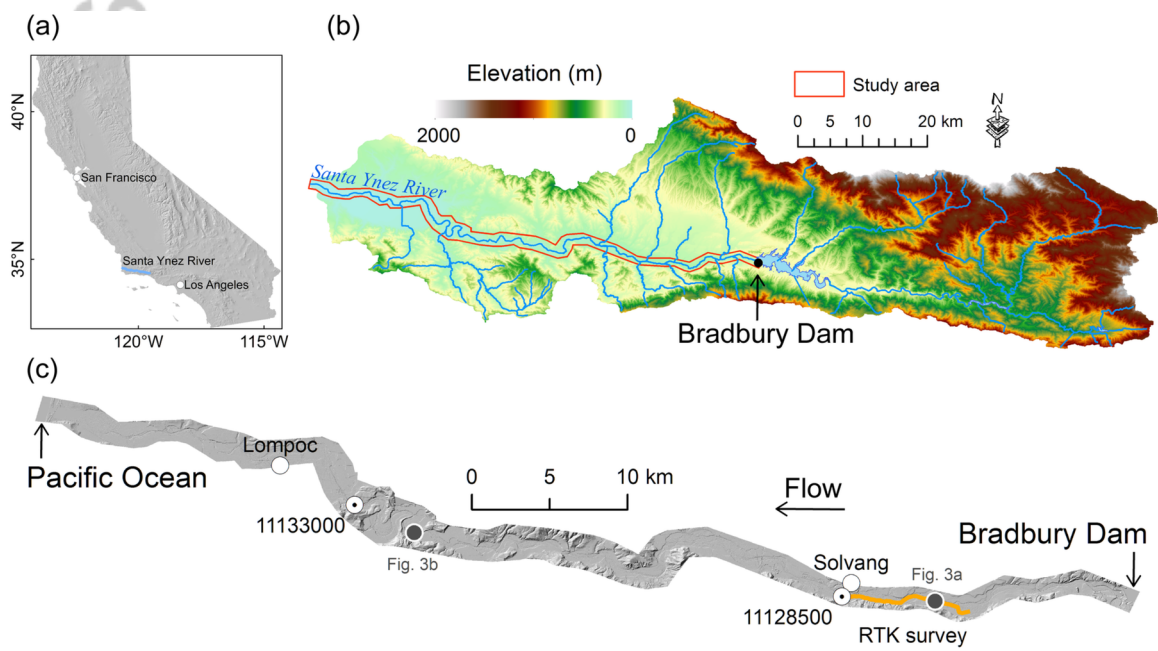 (a)
40°N
35°N
San Francisco
Santa Ynez River
Los Angeles
120°W
115°W
(b)
Elevation (m)
2000
0
Study area
N
0
5
10
20 km
Santa Ynez River
Bradbury Dam
(c)
Pacific Ocean
Lompoc
11133000
Fig. 3b
0
5
10 km
Flow
Solvang
Fig. 3a
11128500
RTK survey
Bradbury Dam